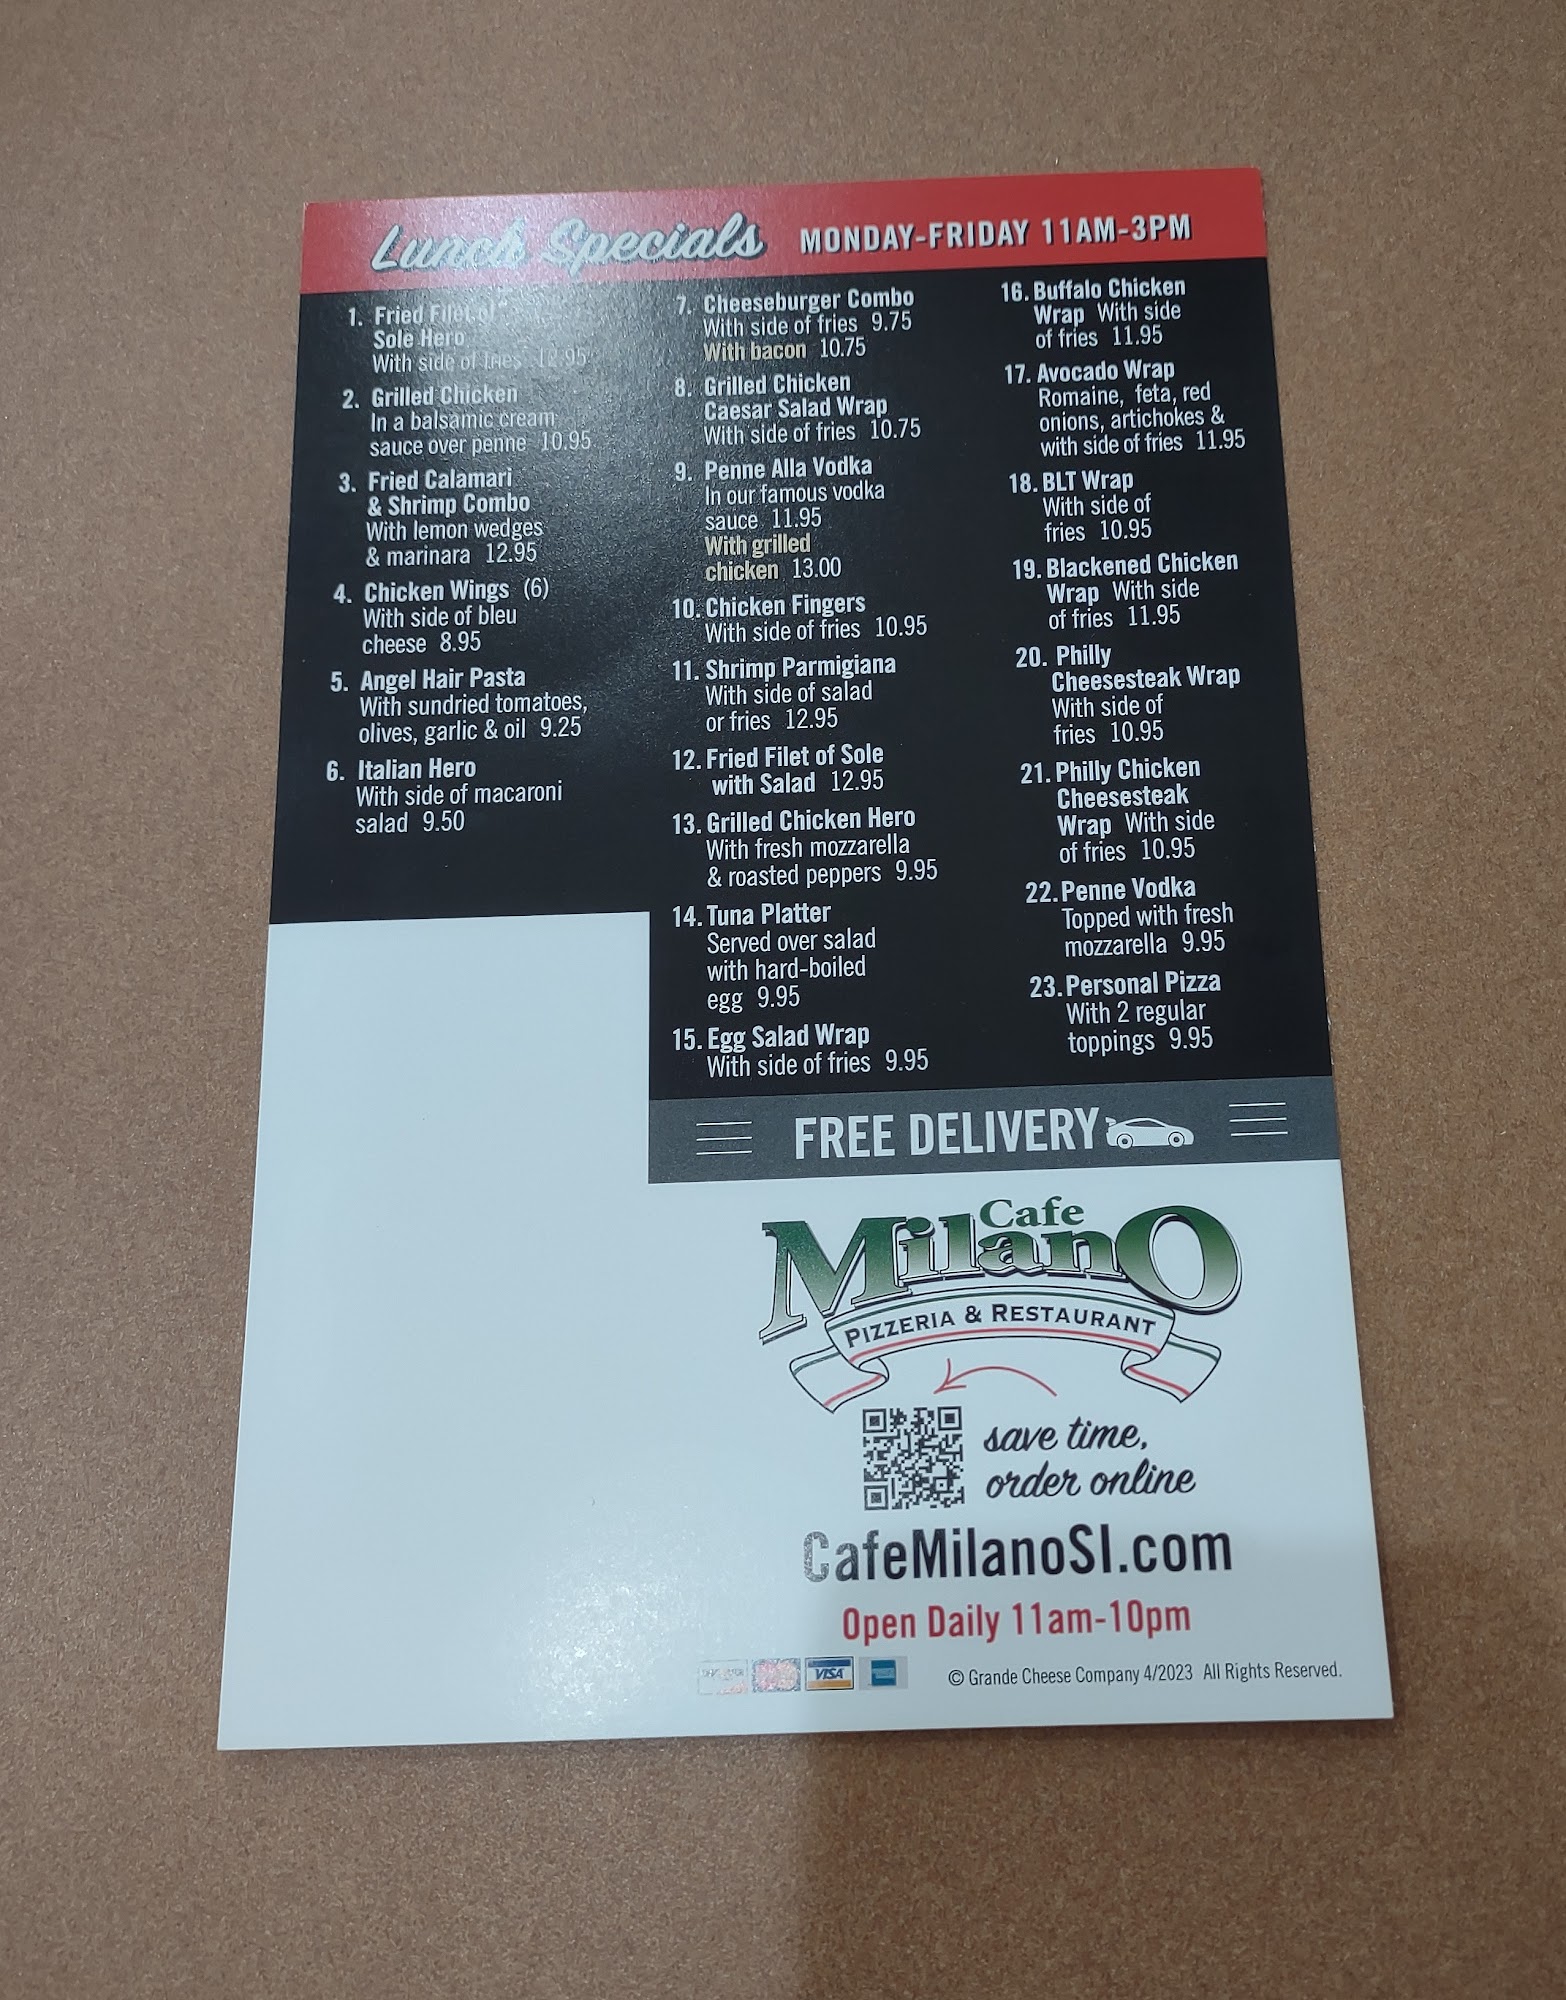 Lunch Specials MONDAY-FRIDAY 11AM-3PM
1. Fried Filet of
Sole Hero
With side of fries 12.95
2. Grilled Chicken
In a balsamic cream
sauce over penne 10.95
3. Fried Calamari
& Shrimp Combo
With lemon wedges
& marinara 12.95
4. Chicken Wings (6)
With side of bleu
cheese 8.95
5. Angel Hair Pasta
With sundried tomatoes,
olives, garlic & oil 9.25
6. Italian Hero
With side of macaroni
salad 9.50
7. Cheeseburger Combo
With side of fries 9.75
With bacon 10.75
8. Grilled Chicken
Caesar Salad Wrap
With side of fries 10.75
9. Penne Alla Vodka
In our famous vodka
sauce 11.95
With grilled
chicken 13.00
10. Chicken Fingers
With side of fries 10.95
11. Shrimp Parmigiana
With side of salad
or fries 12.95
12. Fried Filet of Sole
with Salad 12.95
13. Grilled Chicken Hero
With fresh mozzarella
& roasted peppers 9.95
14. Tuna Platter
Served over salad
with hard-boiled
egg 9.95
15. Egg Salad Wrap
With side of fries 9.95
16. Buffalo Chicken
Wrap With side
of fries 11.95
17. Avocado Wrap
Romaine, feta, red
onions, artichokes &
with side of fries 11.95
18. BLT Wrap
With side of
fries 10.95
19. Blackened Chicken
Wrap With side
of fries 11.95
20. Philly
Cheesesteak Wrap
With side of
fries 10.95
21. Philly Chicken
Cheesesteak
Wrap With side
of fries 10.95
22. Penne Vodka
Topped with fresh
mozzarella 9.95
23. Personal Pizza
With 2 regular
toppings 9.95
FREE DELIVERY
Cafe
Milano
PIZZERIA & RESTAURANT
save time,
order online
CafeMilanoSI.com
Open Daily 11am-10pm
VISA
© Grande Cheese Company 4/2023 All Rights Reserved.